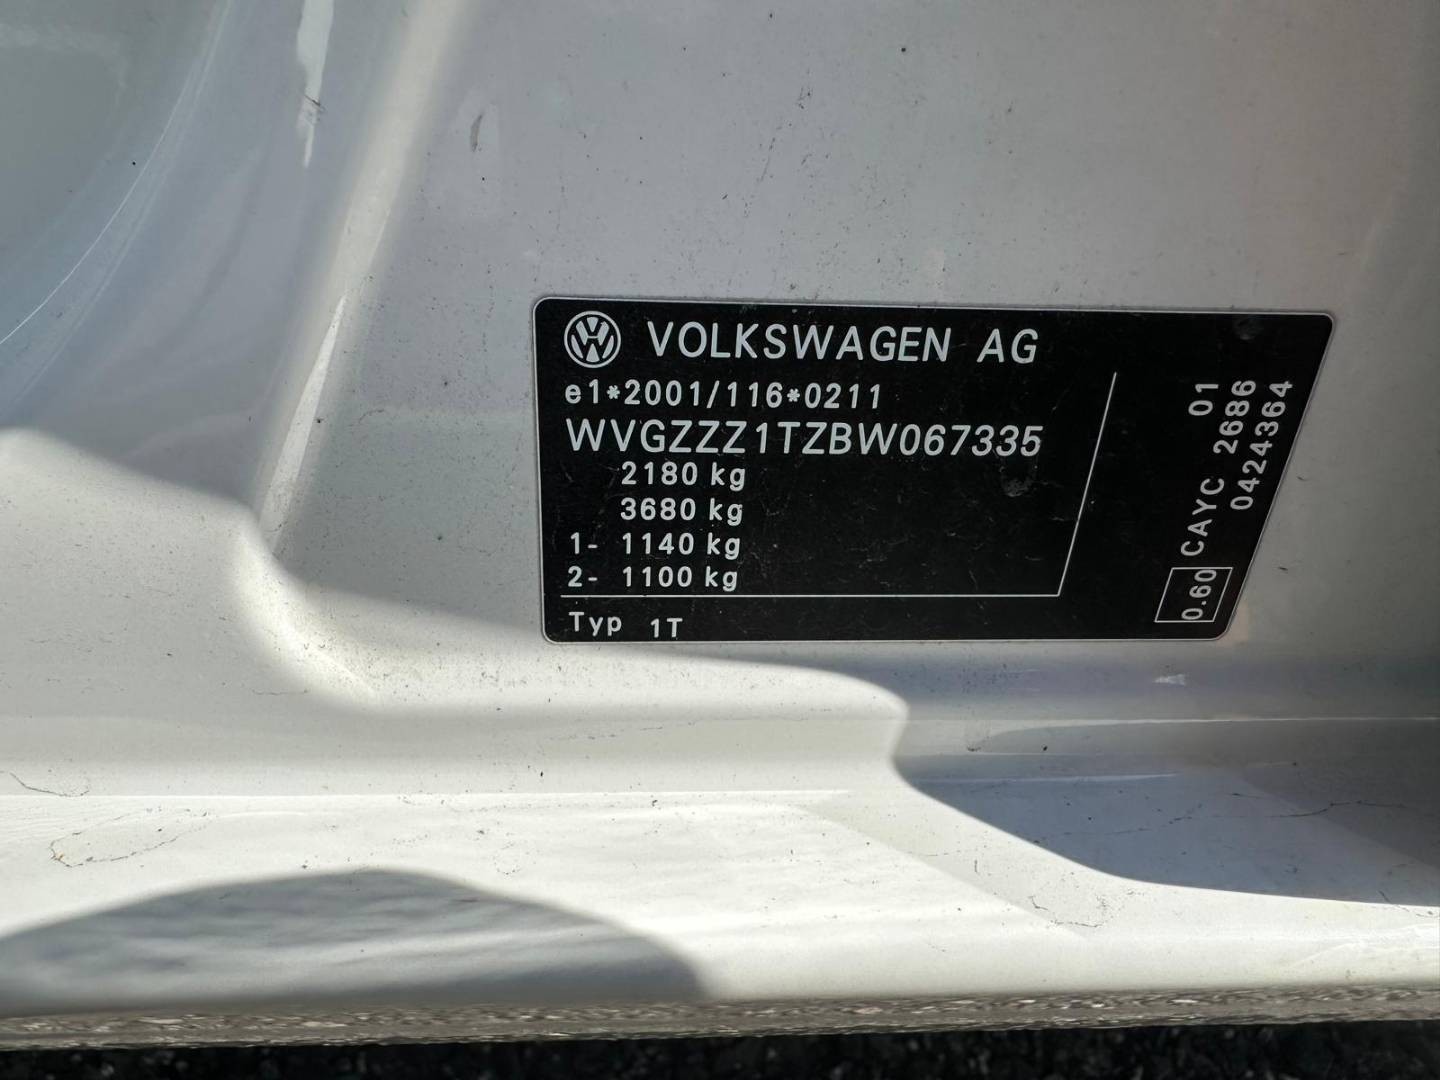 VOLKSWAGEN AG
e1*2001/116*0211
WVGZZZ1TZBW067335
2180 kg
3680 kg
1- 1140 kg
2- 1100 kg
Typ 1T
01
0.60 CAYC 2686
0424364